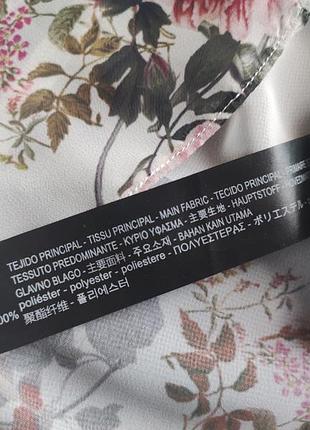 TEJIDO PRINCIPAL - TISSU PRINCIPAL - MAIN FABRIC - TECIDO PRINCIPAL
TESSUTO PREDOMINANTE - ΚΥΡΙΟ ΥΦΑΣΜΑ - 主要生地 - HAUPTSTOFF
GLAVNO BLAGO - 主要面料 - 주요소재 - BAHAN KAIN UTAMA
poliéster - polyester - poliestere - ΠΟΛΥΕΣΤΕΡΑΣ - ポリエステル
聚酯纤维 - 폴리에스터